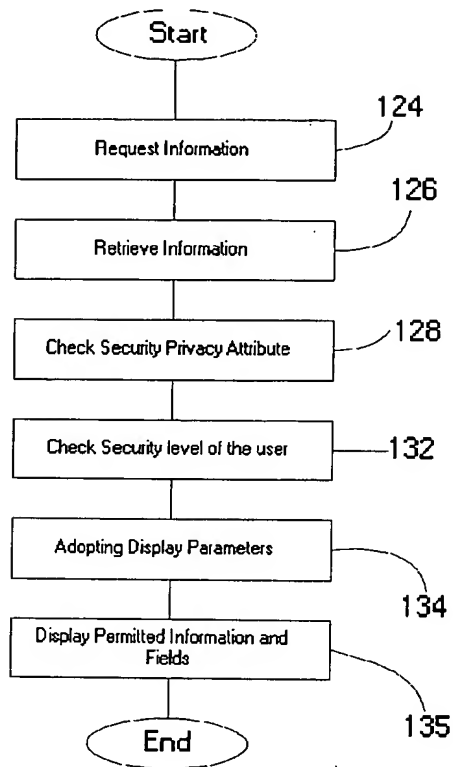 Start
124
Request Information
126
Retrieve Information
128
Check Security Privacy Attribute
Check Security level of the user
132
Adopting Display Parameters
134
Display Permitted Information and
Fields
135
End